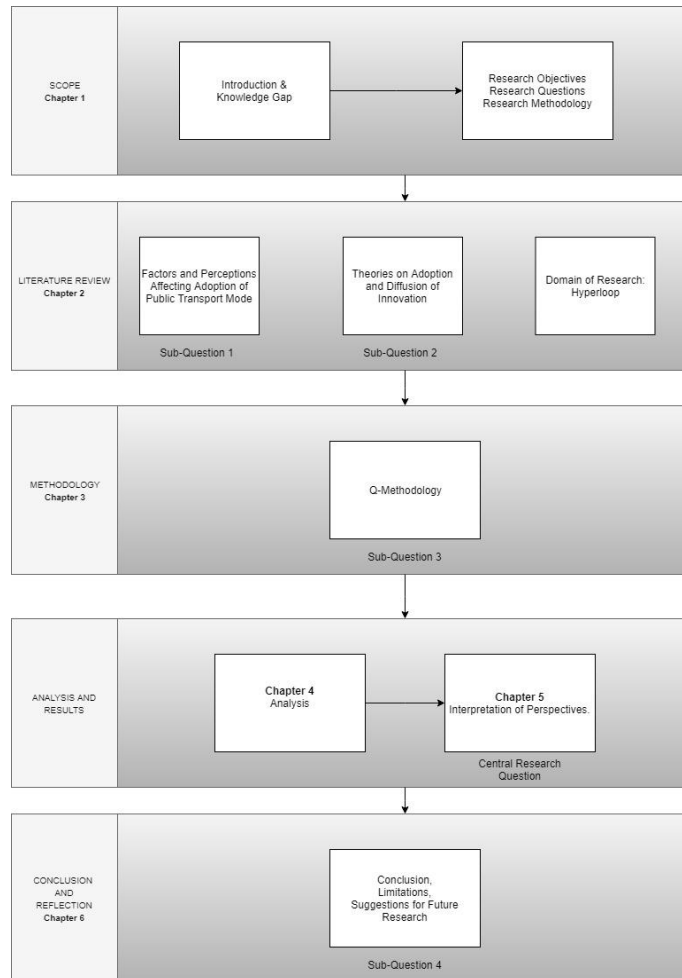 SCOPE
Chapter 1
Introduction &
Knowledge Gap
Research Objectives
Research Questions
Research Methodology
LITERATURE REVIEW
Chapter 2
Factors and Perceptions
Affecting Adoption of
Public Transport Mode
Sub-Question 1
Theories on Adoption
and Diffusion of
Innovation
Sub-Question 2
Domain of Research:
Hyperloop
METHODOLOGY
Chapter 3
Q-Methodology
Sub-Question 3
ANALYSIS AND
RESULTS
Chapter 4
Analysis
Chapter 5
Interpretation of Perspectives.
Central Research
Question
CONCLUSION
AND
REFLECTION
Chapter 6
Conclusion,
Limitations,
Suggestions for Future
Research
Sub-Question 4